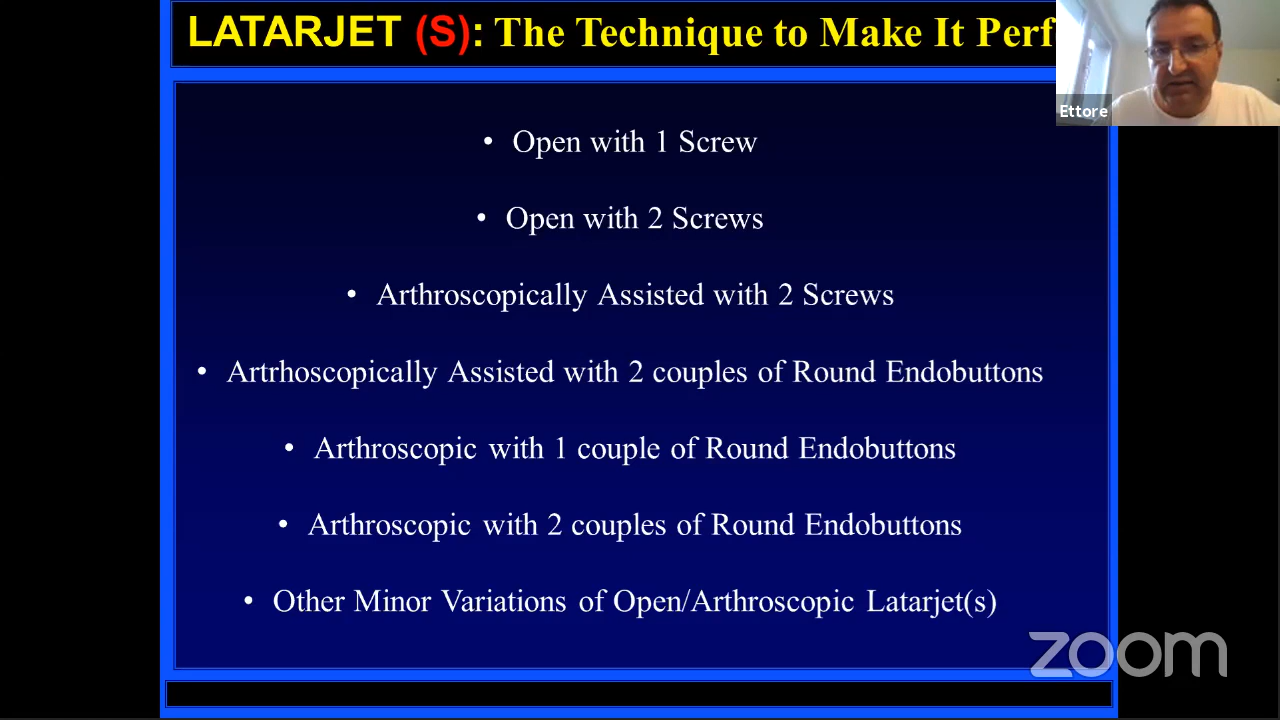 LATARJET (S): The Technique to Make It Perf
Ettore
• Open with 1 Screw
• Open with 2 Screws
• Arthroscopically Assisted with 2 Screws
• Artrhoscopically Assisted with 2 couples of Round Endobuttons
• Arthroscopic with 1 couple of Round Endobuttons
• Arthroscopic with 2 couples of Round Endobuttons
• Other Minor Variations of Open/Arthroscopic Latarjet(s)
zoom